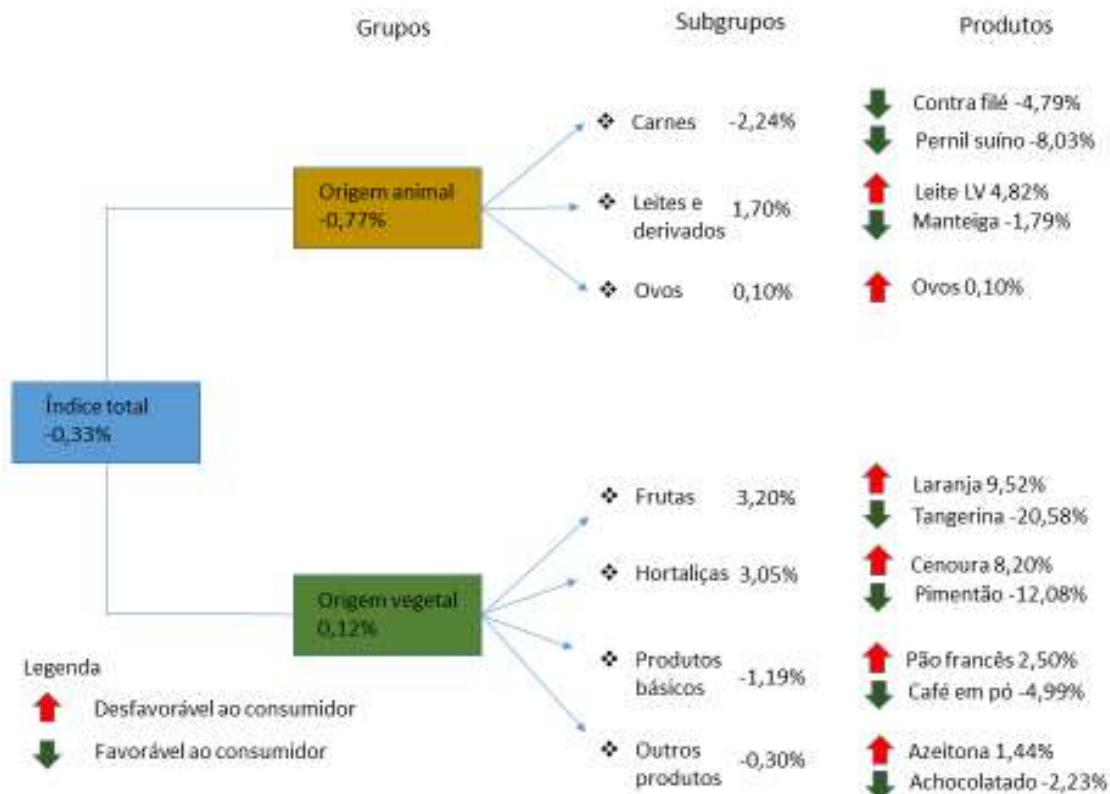 Grupos
Subgrupos
Produtos
Carnes -2,24%
Contra filé -4,79%
Pernil suíno -8,03%
Origem animal
-0,77%
Leites e
derivados
1,70%
Leite LV 4,82%
Manteiga -1,79%
Ovos 0,10%
Ovos 0,10%
Índice total
-0,33%
Frutas 3,20%
Laranja 9,52%
Tangerina -20,58%
Hortaliças 3,05%
Cenoura 8,20%
Pimentão -12,08%
Origem vegetal
0,12%
Produtos
básicos
-1,19%
Pão francês 2,50%
Café em pó -4,99%
Outros
produtos
-0,30%
Azeitona 1,44%
Achocolatado -2,23%
Legenda
Desfavorável ao consumidor
Favorável ao consumidor